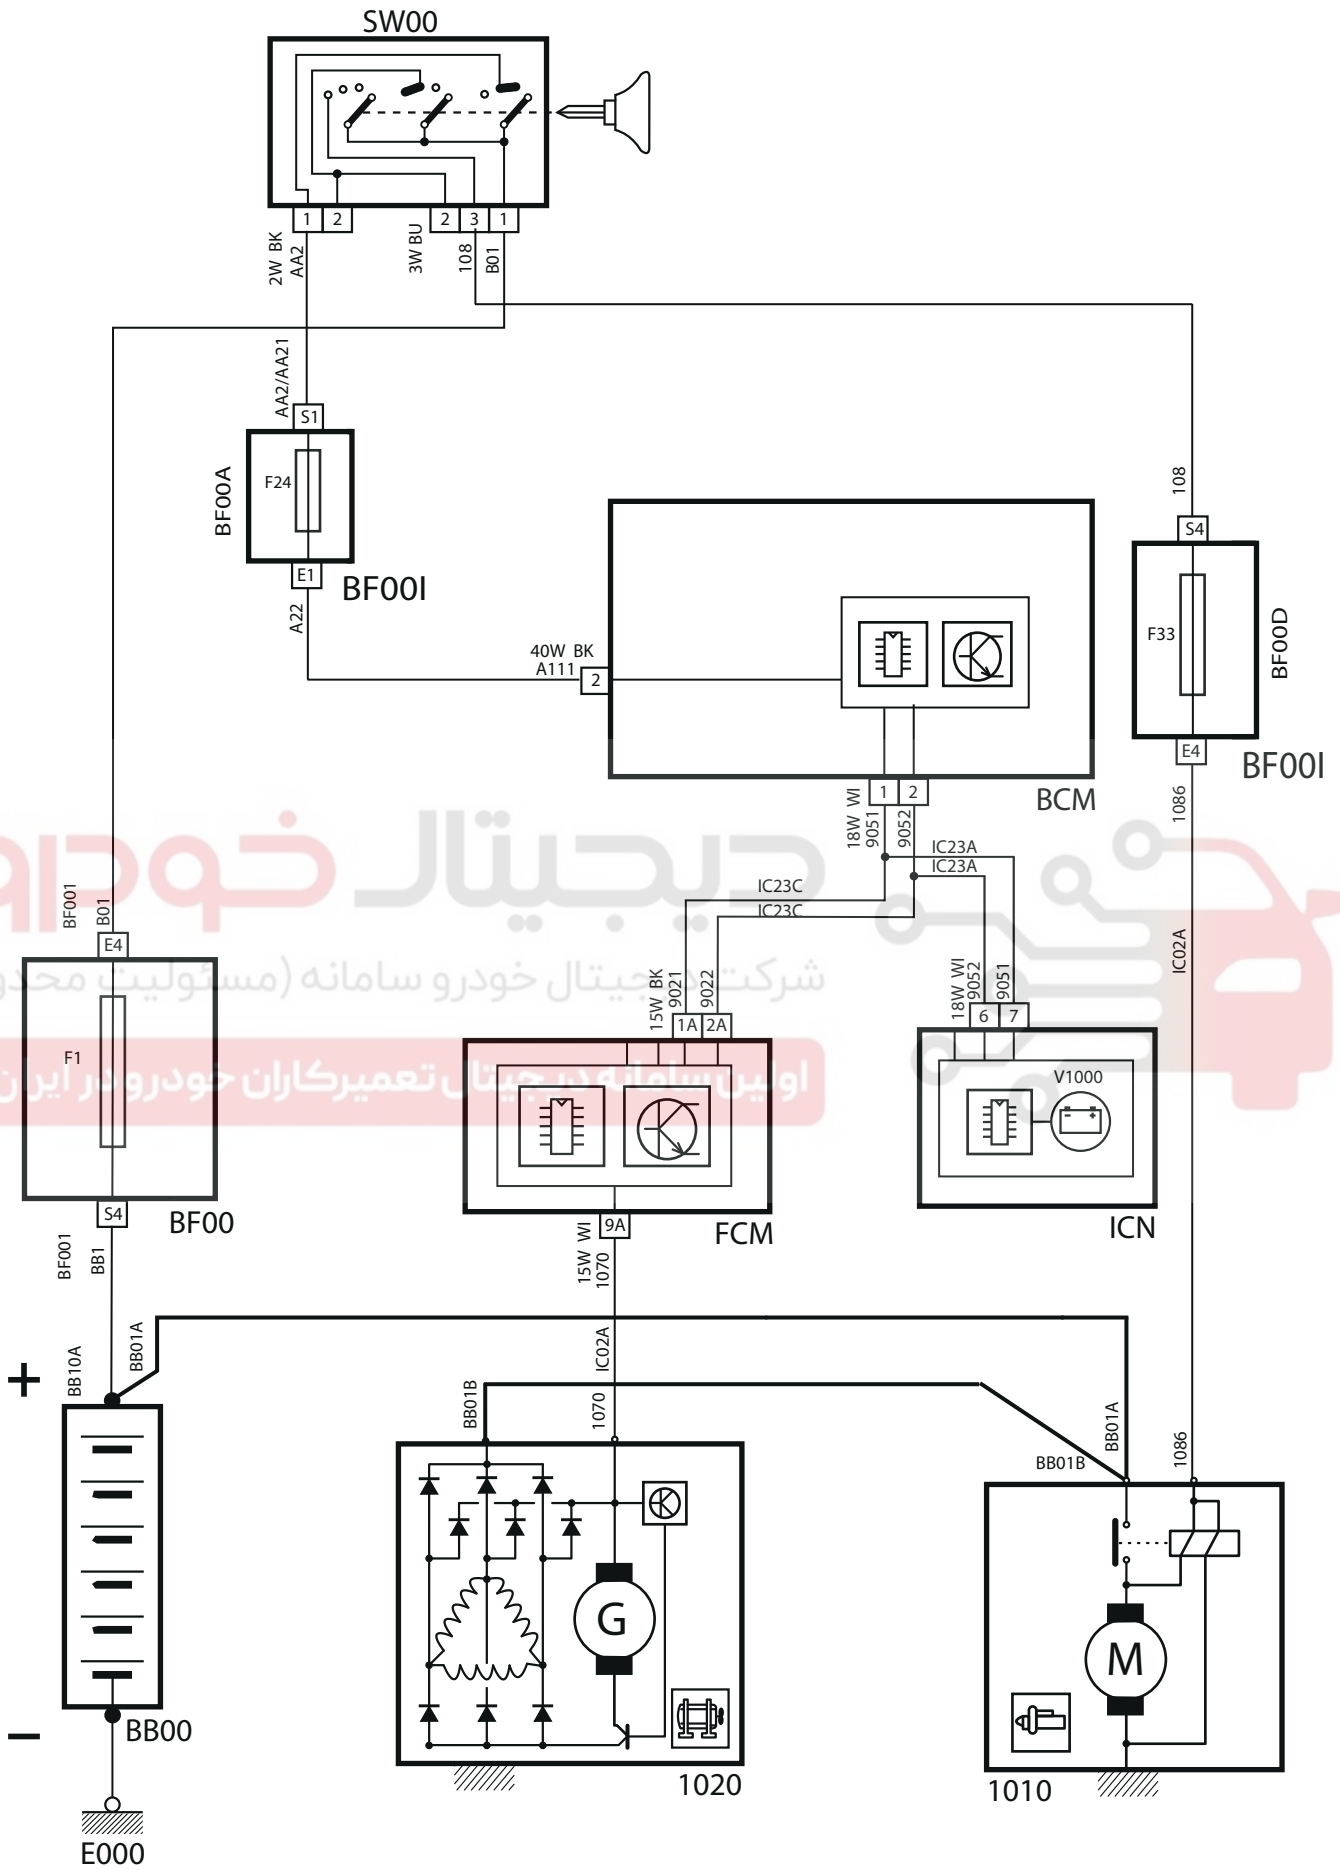 SW00
1 2 2 3 1
2W BK
AA2
3W BU
108
B01
AA2/AA21
S1
F24
BF00A
E1
BF00I
A22
40W BK
A111
2
BCM
108
S4
F33
BF00D
E4
BF00I
1086
1 2
18W WI
9051
9052
IC23A
IC23A
IC23C
IC23C
دیجیتال خودرو
شرکت دیجیتال خودرو سامانه (مسئولیت محدو
اولین سامانه دیجیتال تعمیرکاران خودرو در ایران
BF001
B01
E4
F1
S4
BF00
BF001
BB1
15W BK
9021
9022
1A 2A
FCM
9A
15W WI
1070
18W WI
9052
9051
6 7
V1000
ICN
IC02A
+
BB10A
BB01A
IC02A
BB01B
1070
BB01B
BB01A
1086
G
M
–
BB00
1020
1010
E000